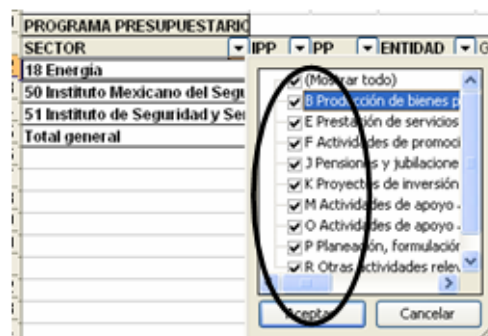 PROGRAMA PRESUPUESTARIO
SECTOR IPP PP ENTIDAD G
18 Energía
50 Instituto Mexicano del Segu
51 Instituto de Seguridad y Se
Total general
(Mostrar todo)
B Producción de bienes p
E Prestación de servicios
F Actividades de promoci
J Pensiones y jubilacione
K Proyectos de inversión
M Actividades de apoyo
O Actividades de apoyo
P Planeación, formulación
R Otras actividades relev
Aceptar Cancelar